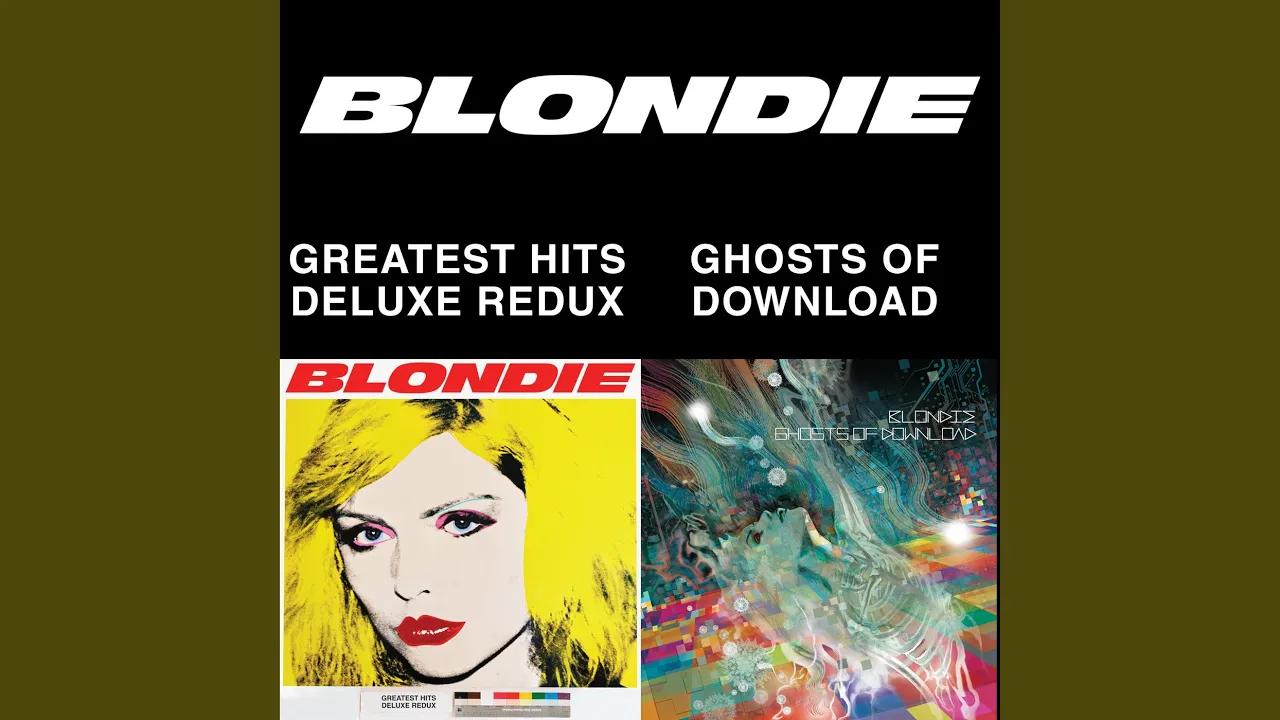 BLONDIE
GREATEST HITS
DELUXE REDUX
GHOSTS OF
DOWNLOAD
BLONDIE
GREATEST HITS
DELUXE REDUX
BLONDIE
GHOSTS OF DOWNLOAD